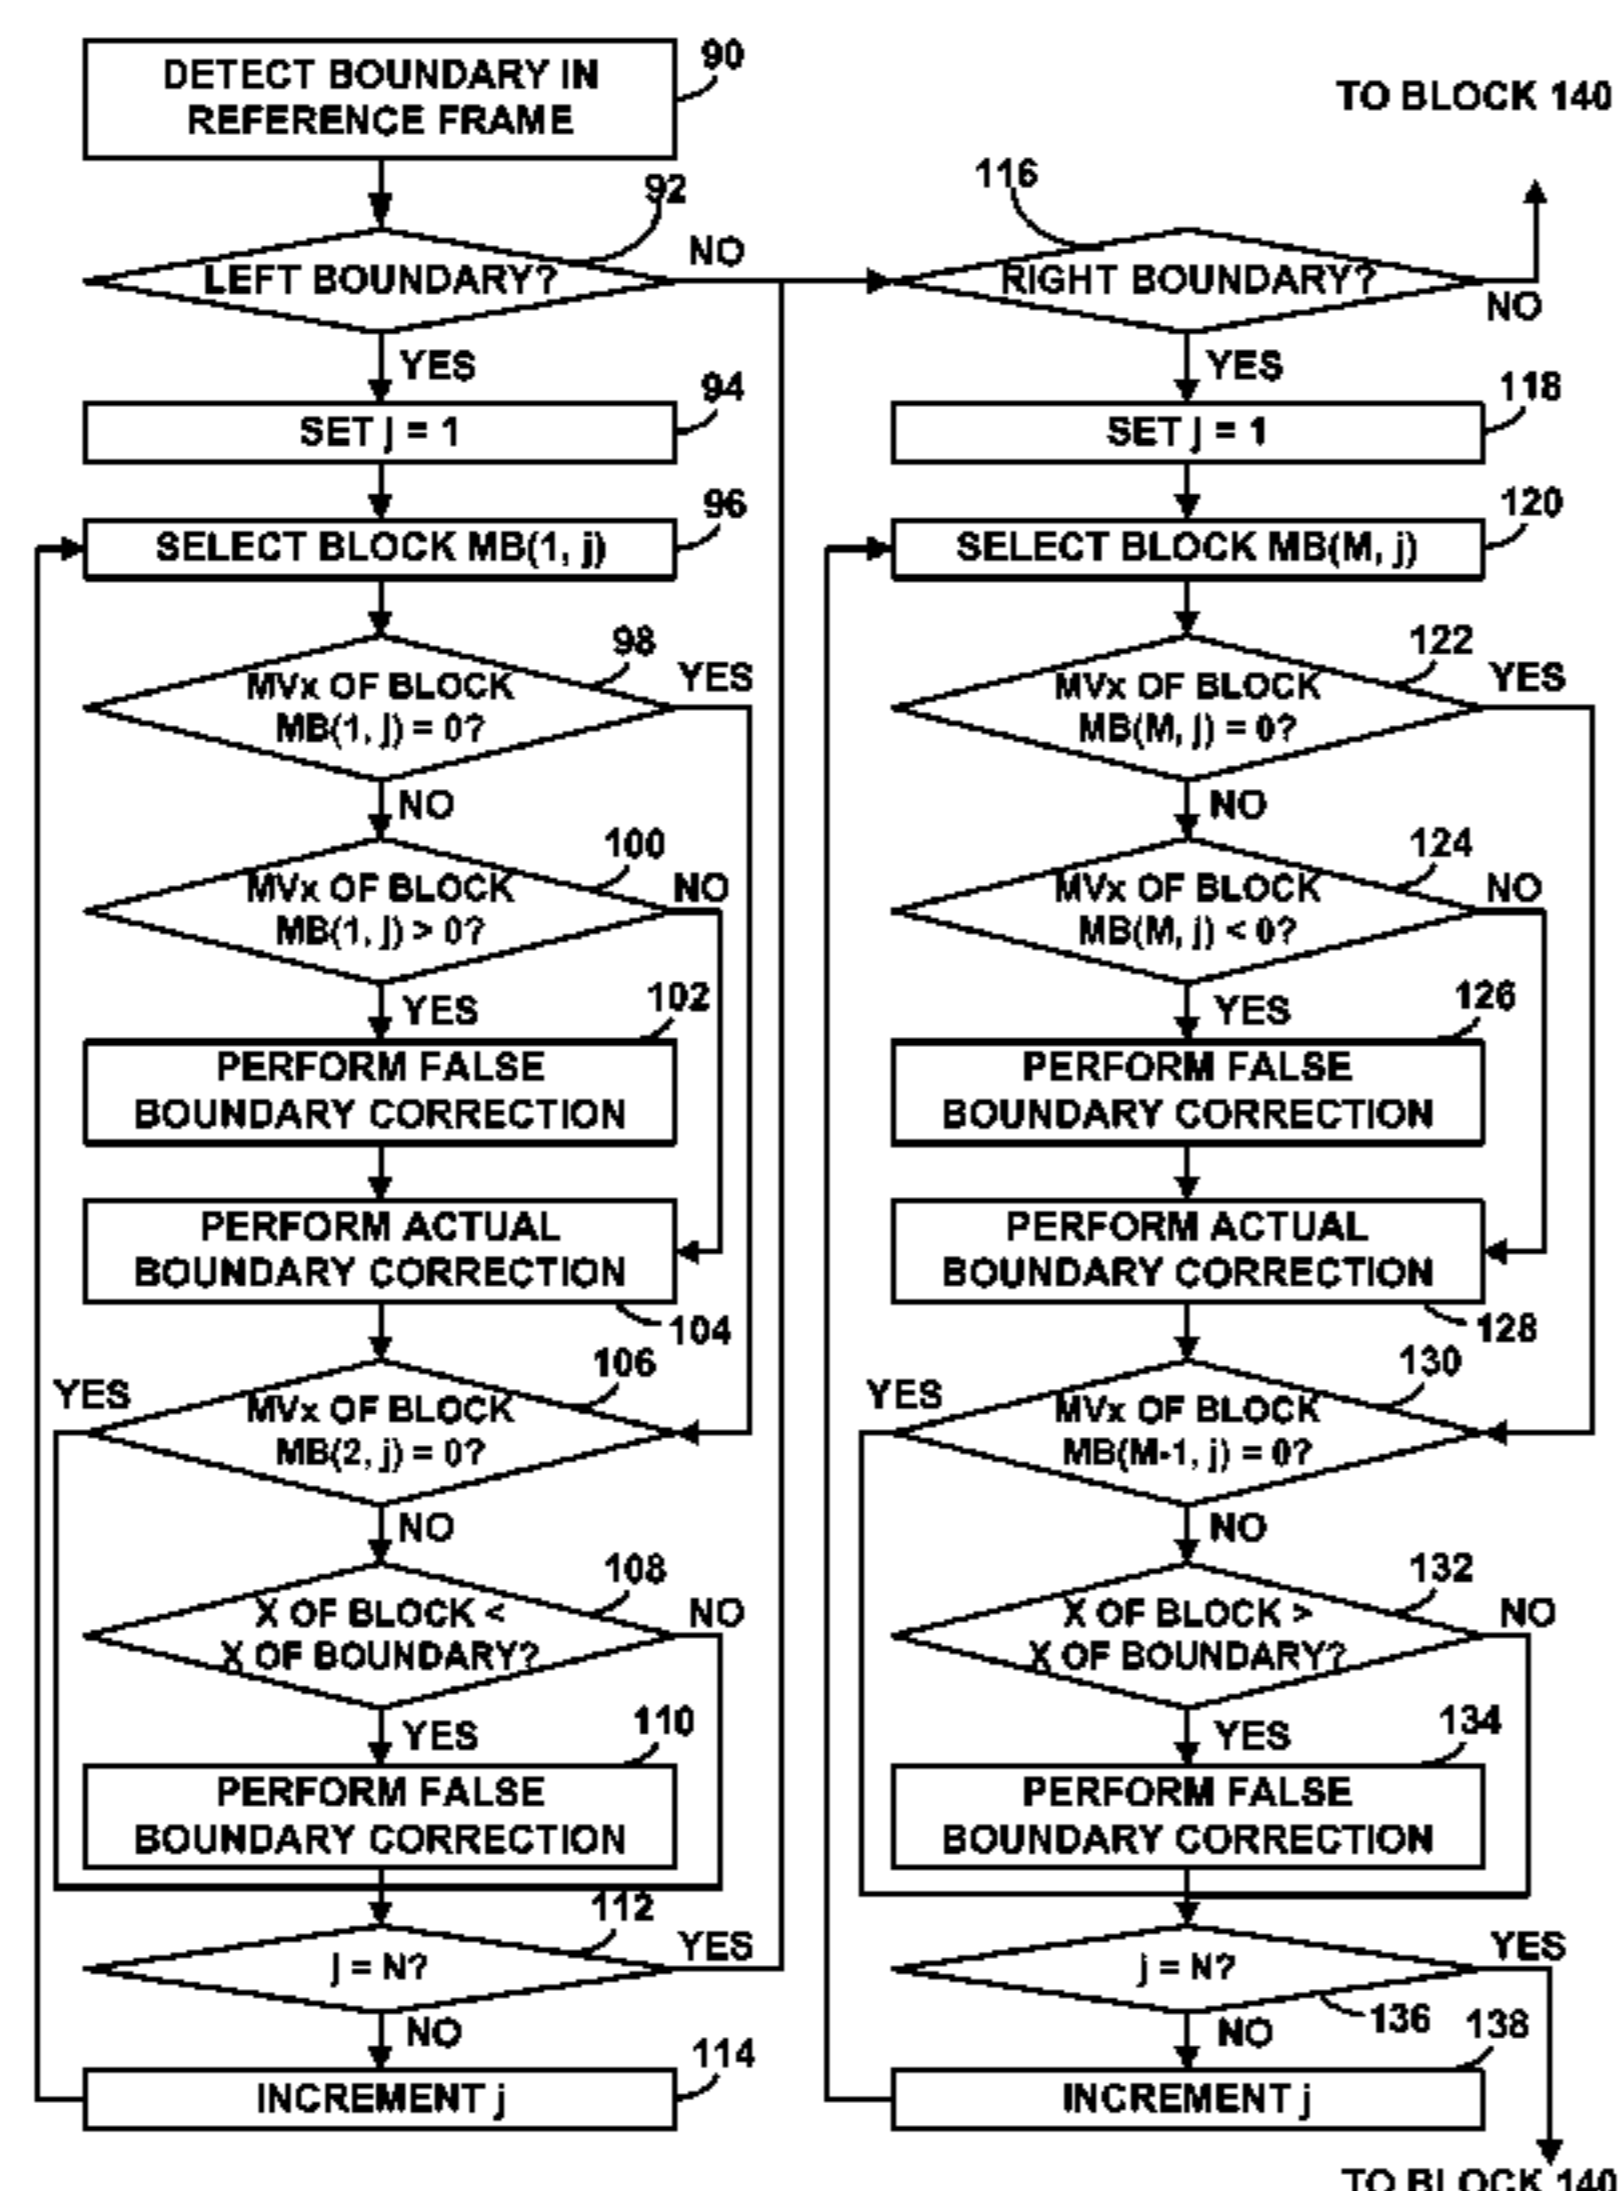 DETECT BOUNDARY IN
REFERENCE FRAME
90
LEFT BOUNDARY?
92
NO
YES
SET j = 1
94
SELECT BLOCK MB(1, j)
96
MVx OF BLOCK
MB(1, j) = 0?
98
YES
NO
MVx OF BLOCK
MB(1, j) > 0?
100
NO
YES
102
PERFORM FALSE
BOUNDARY CORRECTION
PERFORM ACTUAL
BOUNDARY CORRECTION
104
106
YES
MVx OF BLOCK
MB(2, j) = 0?
NO
108
X OF BLOCK <
X OF BOUNDARY?
NO
YES
110
PERFORM FALSE
BOUNDARY CORRECTION
112
j = N?
YES
NO
114
INCREMENT j
TO BLOCK 140
116
RIGHT BOUNDARY?
NO
YES
118
SET j = 1
120
SELECT BLOCK MB(M, j)
122
MVx OF BLOCK
MB(M, j) = 0?
YES
NO
124
MVx OF BLOCK
MB(M, j) < 0?
NO
YES
126
PERFORM FALSE
BOUNDARY CORRECTION
PERFORM ACTUAL
BOUNDARY CORRECTION
128
130
YES
MVx OF BLOCK
MB(M-1, j) = 0?
NO
132
X OF BLOCK >
X OF BOUNDARY?
NO
YES
134
PERFORM FALSE
BOUNDARY CORRECTION
j = N?
YES
136
NO
138
INCREMENT j
TO BLOCK 140